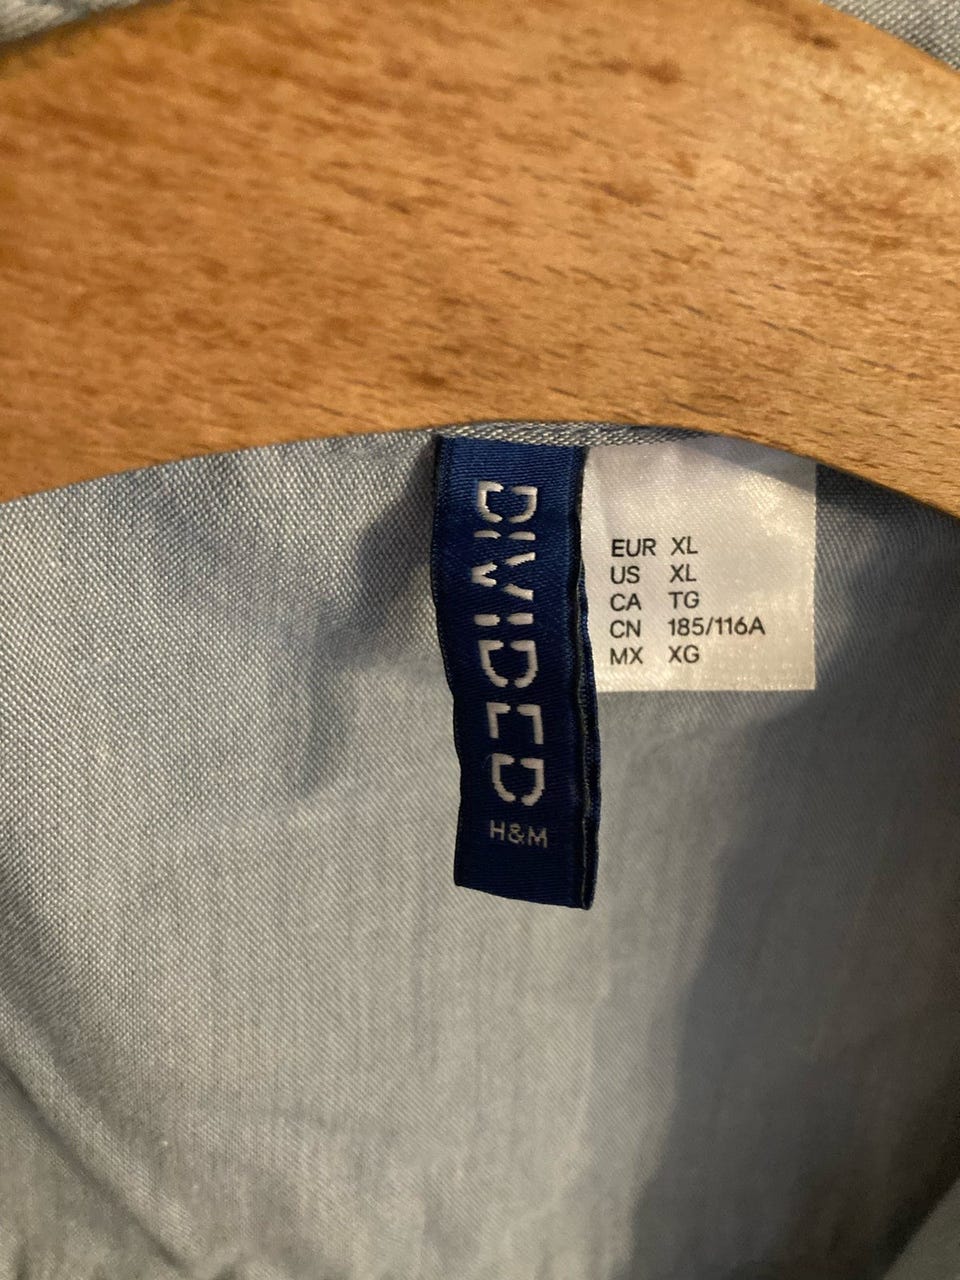 DIVIDED
H&M
EUR XL
US XL
CA TG
CN 185/116A
MX XG